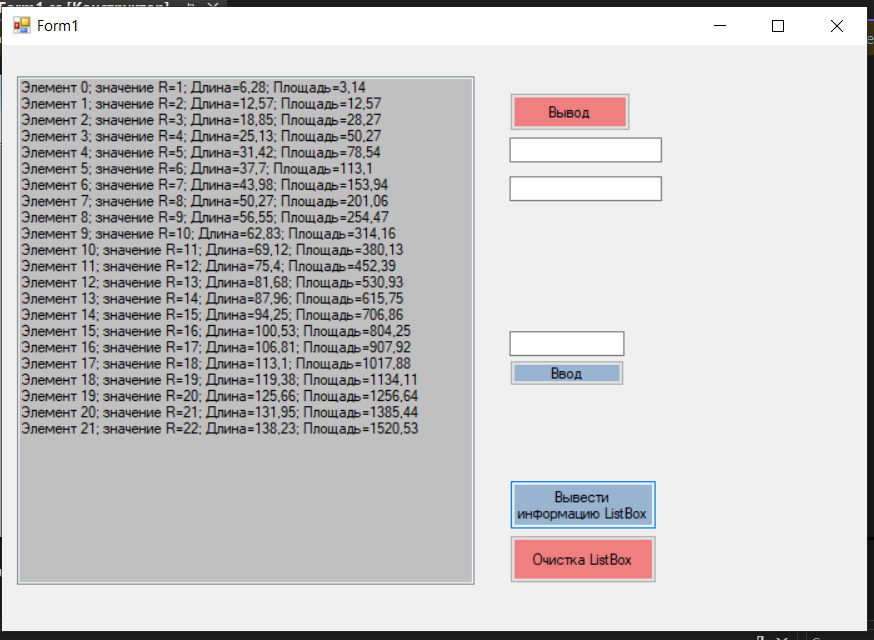 Form1.cs [Конструктор]
Form1
Элемент 0; значение R=1; Длина=6,28; Площадь=3,14
Элемент 1; значение R=2; Длина=12,57; Площадь=12,57
Элемент 2; значение R=3; Длина=18,85; Площадь=28,27
Элемент 3; значение R=4; Длина=25,13; Площадь=50,27
Элемент 4; значение R=5; Длина=31,42; Площадь=78,54
Элемент 5; значение R=6; Длина=37,7; Площадь=113,1
Элемент 6; значение R=7; Длина=43,98; Площадь=153,94
Элемент 7; значение R=8; Длина=50,27; Площадь=201,06
Элемент 8; значение R=9; Длина=56,55; Площадь=254,47
Элемент 9; значение R=10; Длина=62,83; Площадь=314,16
Элемент 10; значение R=11; Длина=69,12; Площадь=380,13
Элемент 11; значение R=12; Длина=75,4; Площадь=452,39
Элемент 12; значение R=13; Длина=81,68; Площадь=530,93
Элемент 13; значение R=14; Длина=87,96; Площадь=615,75
Элемент 14; значение R=15; Длина=94,25; Площадь=706,86
Элемент 15; значение R=16; Длина=100,53; Площадь=804,25
Элемент 16; значение R=17; Длина=106,81; Площадь=907,92
Элемент 17; значение R=18; Длина=113,1; Площадь=1017,88
Элемент 18; значение R=19; Длина=119,38; Площадь=1134,11
Элемент 19; значение R=20; Длина=125,66; Площадь=1256,64
Элемент 20; значение R=21; Длина=131,95; Площадь=1385,44
Элемент 21; значение R=22; Длина=138,23; Площадь=1520,53
Вывод
Ввод
Вывести
информацию ListBox
Очистка ListBox